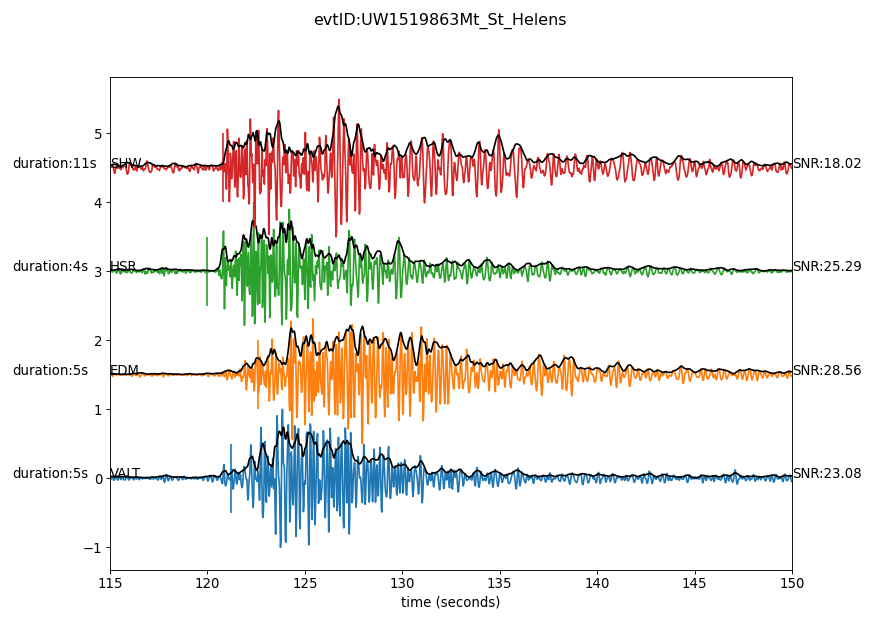 evtID:UW1519863Mt_St_Helens
5
duration:11s SHW SNR:18.02
4
duration:4s HSR SNR:25.29
3
2
duration:5s EDM SNR:28.56
1
duration:5s VALT SNR:23.08
0
−1
115 120 125 130 135 140 145 150
time (seconds)